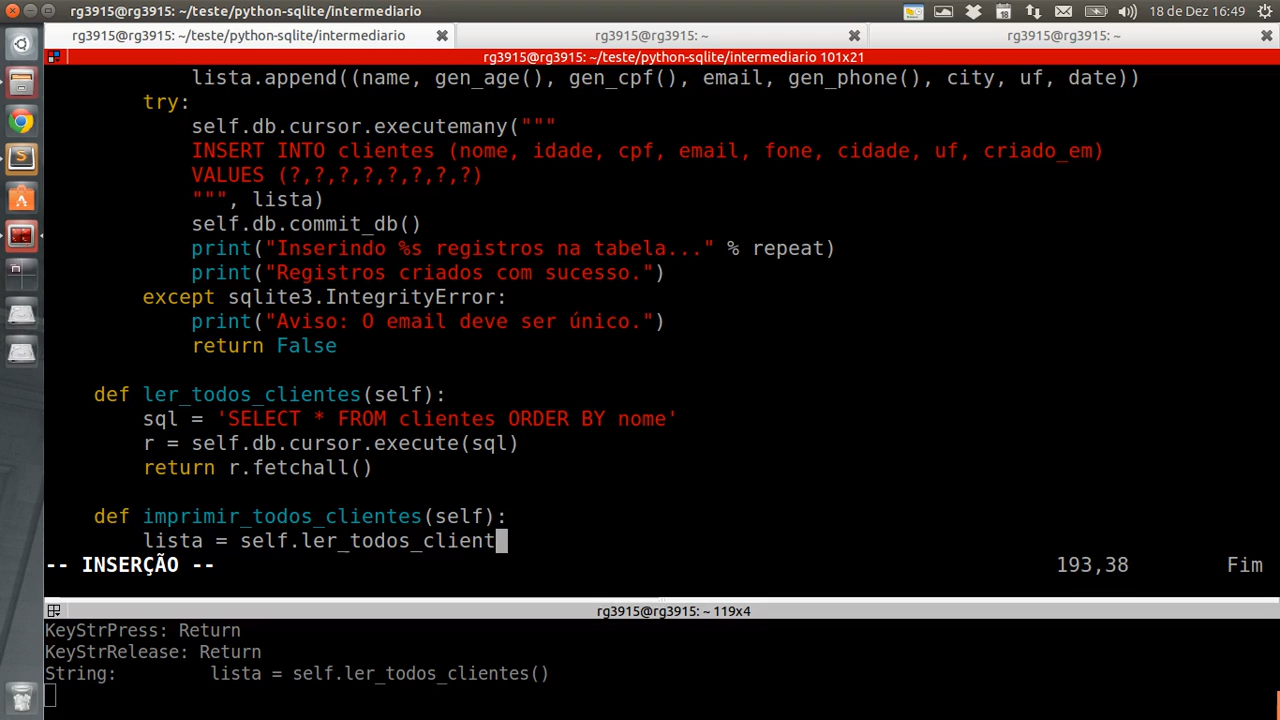 rg3915@rg3915: ~/teste/python-sqlite/intermediario
18 de Dez 16:49
rg3915@rg3915: ~/teste/python-sqlite/intermediario
rg3915@rg3915: ~
rg3915@rg3915: ~
rg3915@rg3915: ~/teste/python-sqlite/intermediario 101x21
lista.append((name, gen_age(), gen_cpf(), email, gen_phone(), city, uf, date))
try:
self.db.cursor.executemany("""
INSERT INTO clientes (nome, idade, cpf, email, fone, cidade, uf, criado_em)
VALUES (?,?,?,?,?,?,?,?)
""", lista)
self.db.commit_db()
print("Inserindo %s registros na tabela..." % repeat)
print("Registros criados com sucesso.")
except sqlite3.IntegrityError:
print("Aviso: O email deve ser único.")
return False
def ler_todos_clientes(self):
sql = 'SELECT * FROM clientes ORDER BY nome'
r = self.db.cursor.execute(sql)
return r.fetchall()
def imprimir_todos_clientes(self):
lista = self.ler_todos_client
-- INSERÇÃO -- 193,38 Fim
rg3915@rg3915: ~ 119x4
KeyStrPress: Return
KeyStrRelease: Return
String: lista = self.ler_todos_clientes()